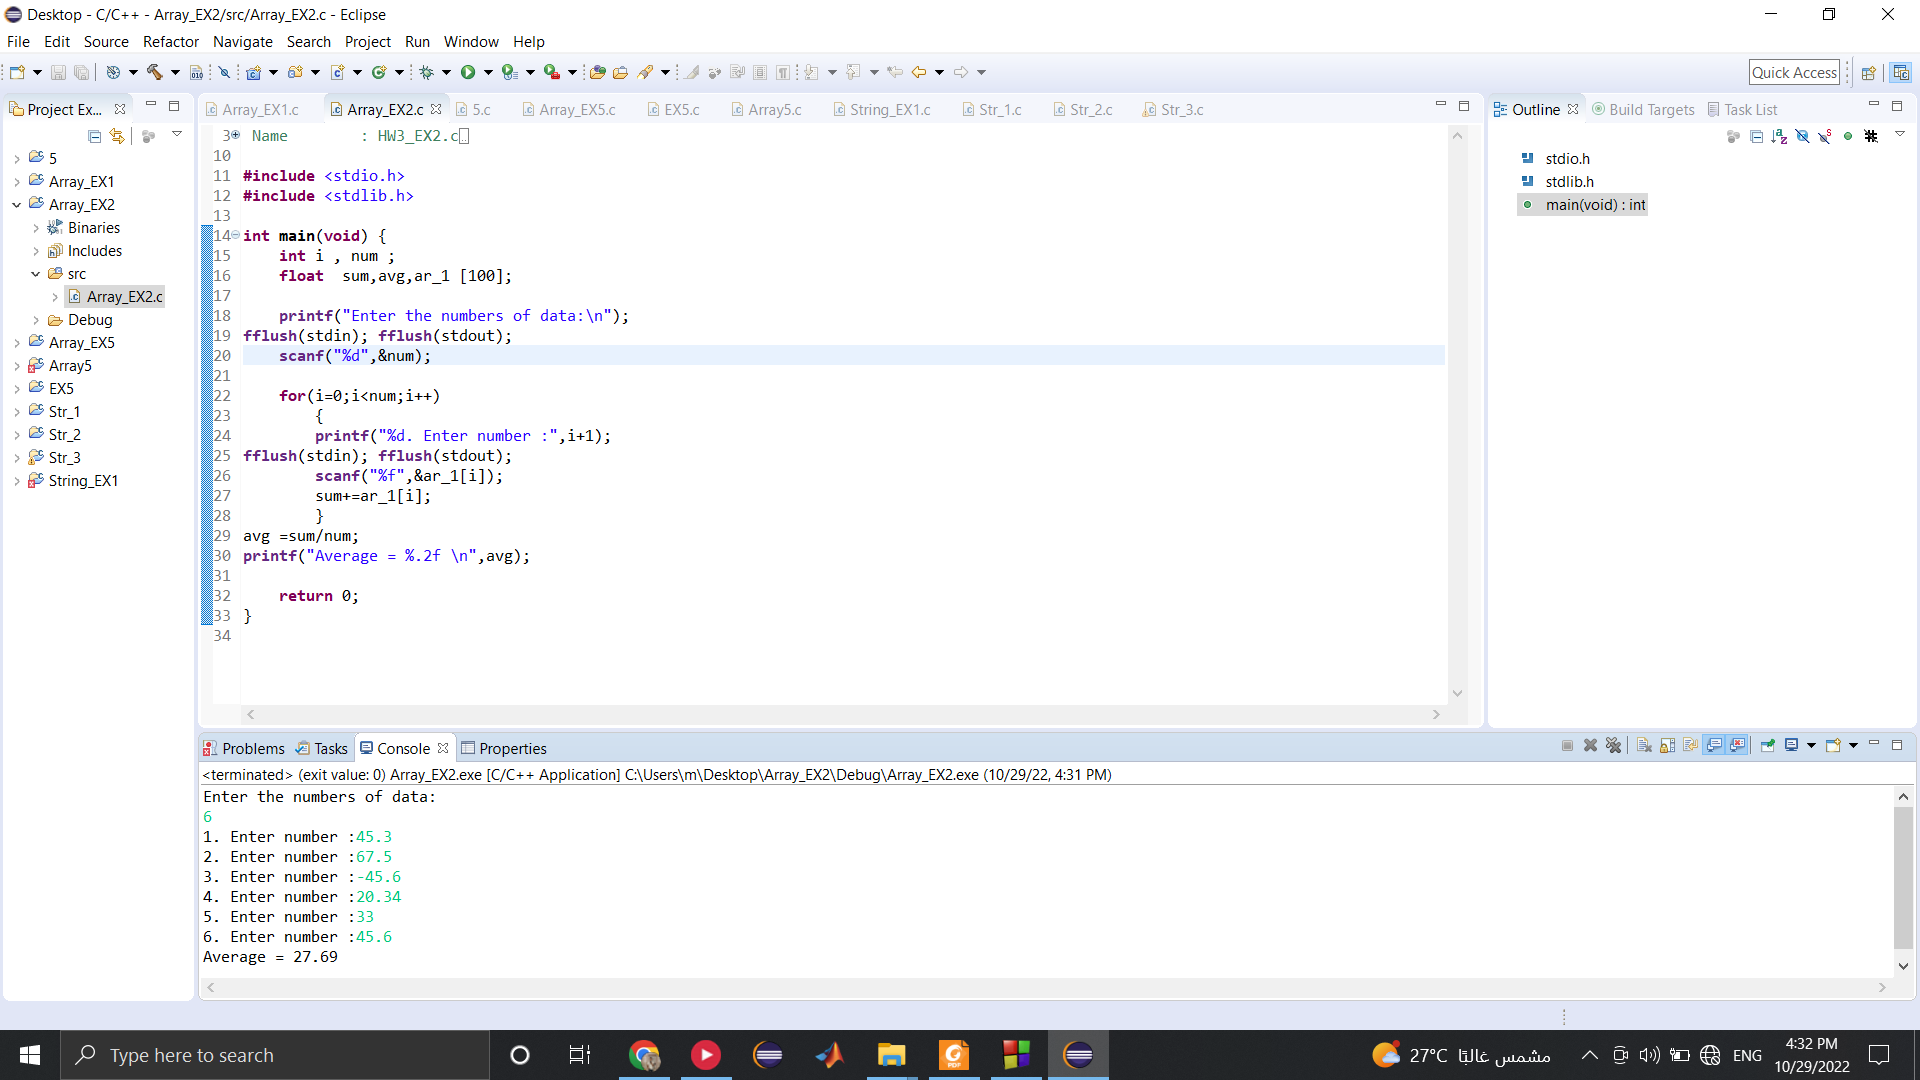 Desktop - C/C++ - Array_EX2/src/Array_EX2.c - Eclipse
File Edit Source Refactor Navigate Search Project Run Window Help
Quick Access
Project Ex...
5
Array_EX1
Array_EX2
Binaries
Includes
src
Array_EX2.c
Debug
Array_EX5
Array5
EX5
Str_1
Str_2
Str_3
String_EX1
Array_EX1.c Array_EX2.c 5.c Array_EX5.c EX5.c Array5.c String_EX1.c Str_1.c Str_2.c Str_3.c
3 Name : HW3_EX2.c
10
11 #include <stdio.h>
12 #include <stdlib.h>
13
14 int main(void) {
15 int i , num ;
16 float sum,avg,ar_1 [100];
17
18 printf("Enter the numbers of data:\n");
19 fflush(stdin); fflush(stdout);
20 scanf("%d",&num);
21
22 for(i=0;i<num;i++)
23 {
24 printf("%d. Enter number :",i+1);
25 fflush(stdin); fflush(stdout);
26 scanf("%f",&ar_1[i]);
27 sum+=ar_1[i];
28 }
29 avg =sum/num;
30 printf("Average = %.2f \n",avg);
31
32 return 0;
33 }
34
Outline Build Targets Task List
stdio.h
stdlib.h
main(void) : int
Problems Tasks Console Properties
<terminated> (exit value: 0) Array_EX2.exe [C/C++ Application] C:\Users\m\Desktop\Array_EX2\Debug\Array_EX2.exe (10/29/22, 4:31 PM)
Enter the numbers of data:
6
1. Enter number :45.3
2. Enter number :67.5
3. Enter number :-45.6
4. Enter number :20.34
5. Enter number :33
6. Enter number :45.6
Average = 27.69
Type here to search
27°C مشمس غالبًا
ENG
4:32 PM
10/29/2022